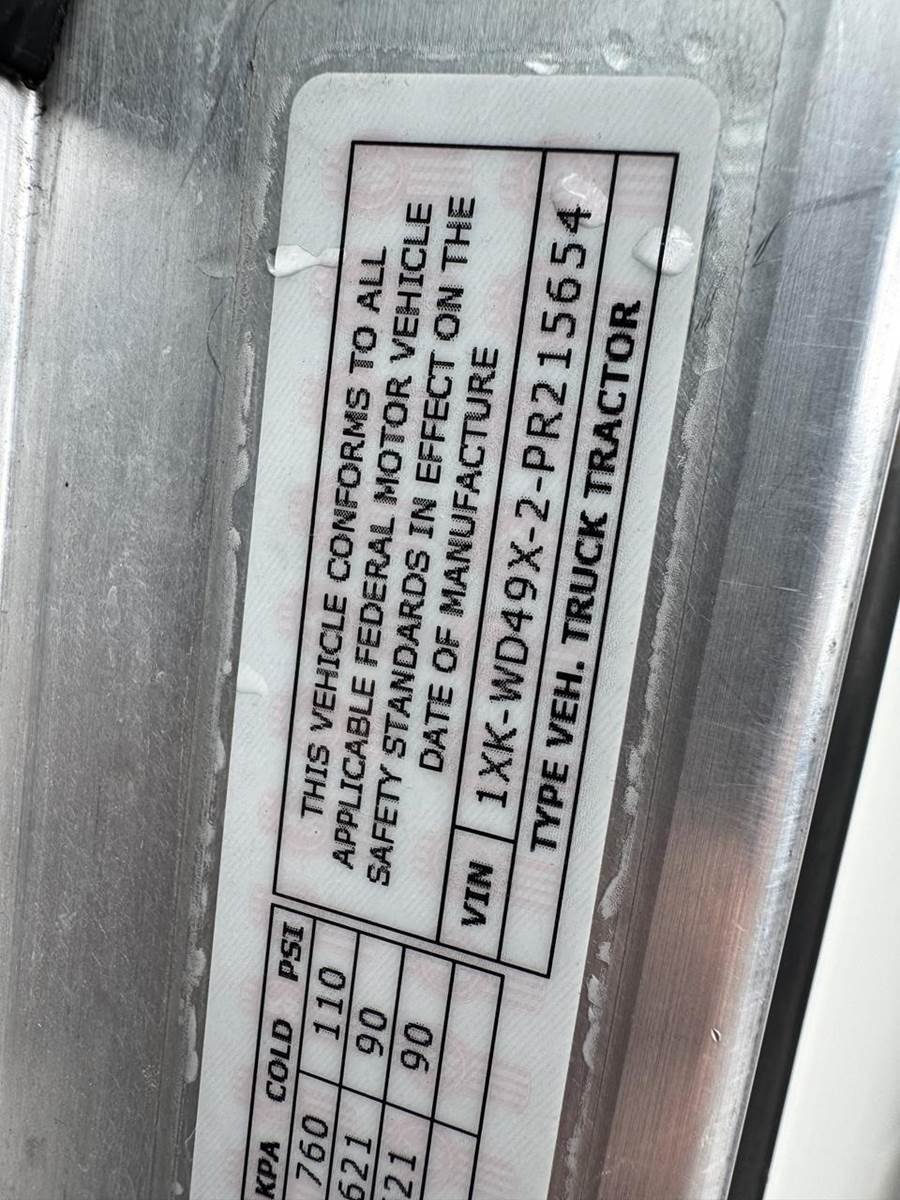 THIS VEHICLE CONFORMS TO ALL
APPLICABLE FEDERAL MOTOR VEHICLE
SAFETY STANDARDS IN EFFECT ON THE
DATE OF MANUFACTURE
VIN 1XK-WD49X-2-PR215654
TYPE VEH. TRUCK TRACTOR
KPA COLD PSI
760 110
621 90
621 90